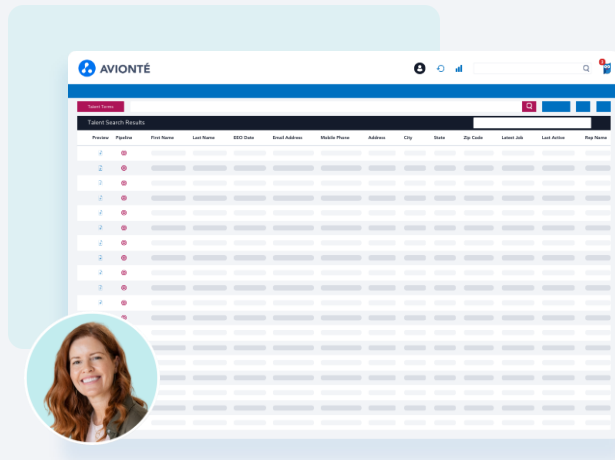 AVIONTÉ
Talent Terms
Talent Search Results
Preview Pipeline First Name Last Name EEO Date Email Address Mobile Phone Address City State Zip Code Latest Job Last Active Rep Name